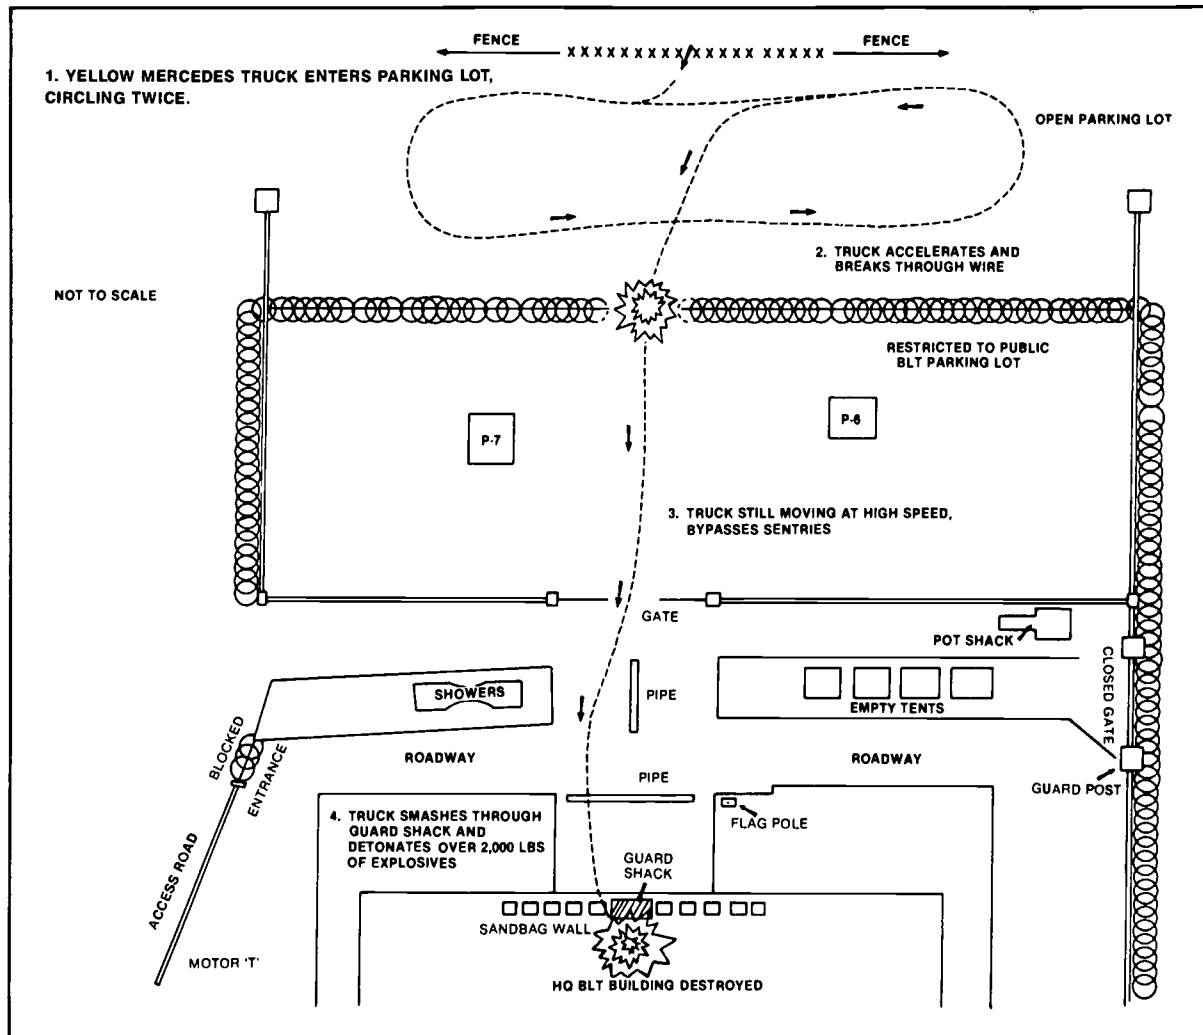 FENCE
XXXXXXXXXXXXXXX XXXXX
FENCE
1. YELLOW MERCEDES TRUCK ENTERS PARKING LOT,
CIRCLING TWICE.
OPEN PARKING LOT
2. TRUCK ACCELERATES AND
BREAKS THROUGH WIRE
NOT TO SCALE
RESTRICTED TO PUBLIC
BLT PARKING LOT
P-7
P-6
3. TRUCK STILL MOVING AT HIGH SPEED,
BYPASSES SENTRIES
GATE
POT SHACK
CLOSED GATE
SHOWERS
PIPE
EMPTY TENTS
BLOCKED
ENTRANCE
ROADWAY
ROADWAY
PIPE
GUARD POST
4. TRUCK SMASHES THROUGH
GUARD SHACK AND
DETONATES OVER 2,000 LBS
OF EXPLOSIVES
FLAG POLE
GUARD
SHACK
ACCESS ROAD
SANDBAG WALL
MOTOR 'T'
HQ BLT BUILDING DESTROYED